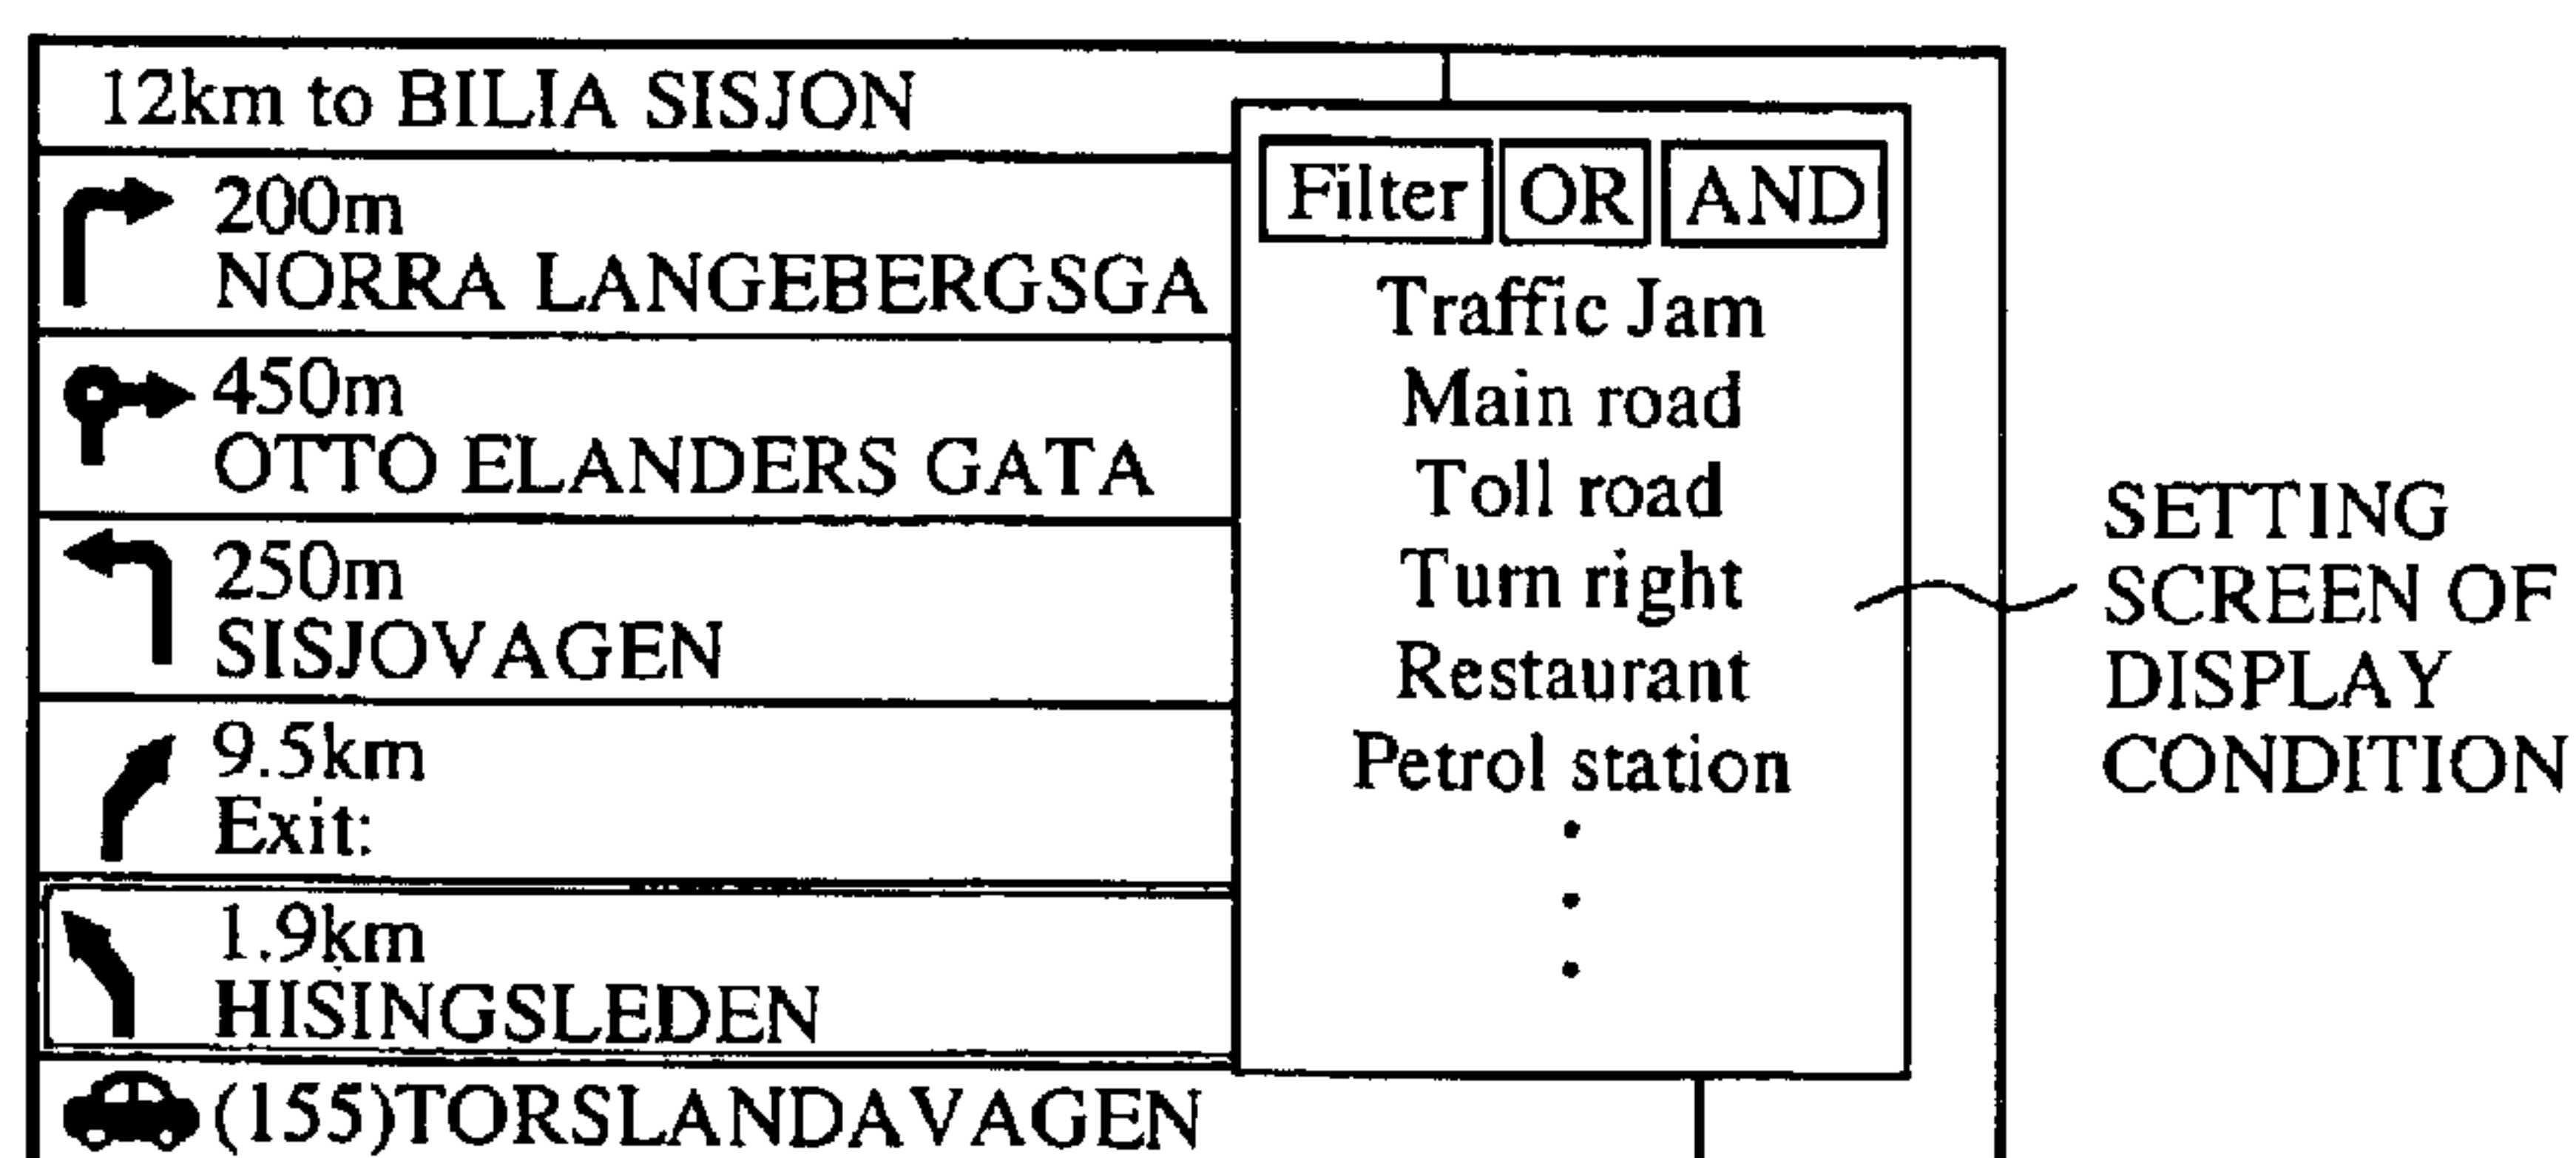 12km to BILIA SISJON
200m
NORRA LANGEBERGSGA
450m
OTTO ELANDERS GATA
250m
SISJOVAGEN
9.5km
Exit:
1.9km
HISINGSLEDEN
(155)TORSLANDAVAGEN
Filter OR AND
Traffic Jam
Main road
Toll road
Turn right
Restaurant
Petrol station
SETTING
SCREEN OF
DISPLAY
CONDITION